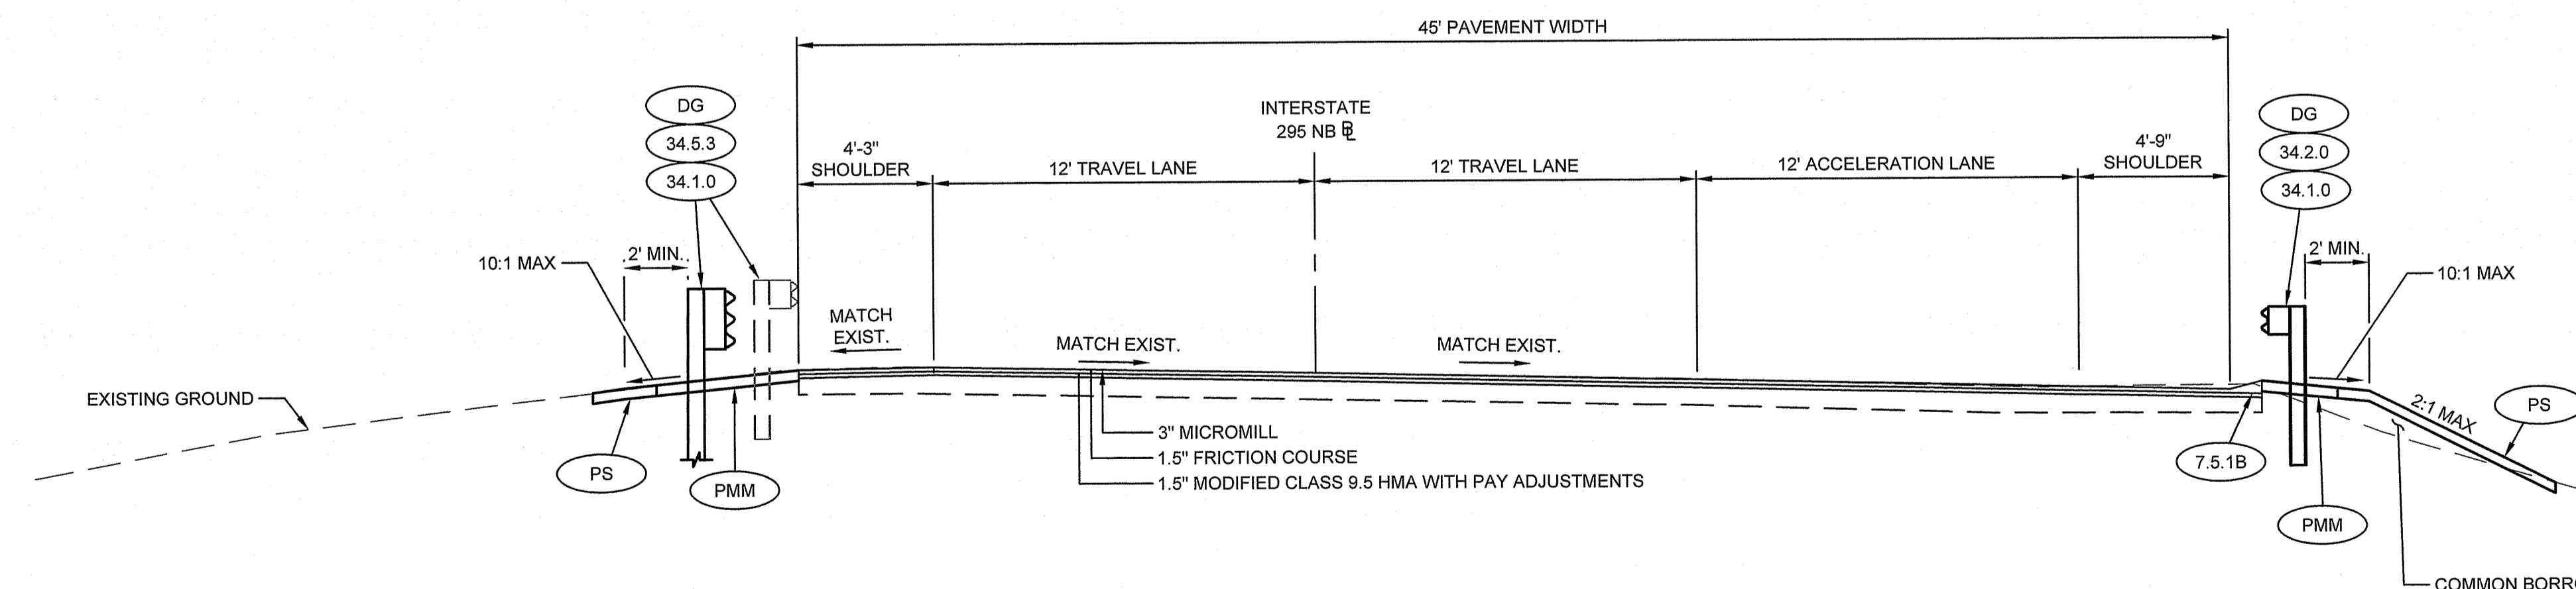 45' PAVEMENT WIDTH
DG
34.5.3
34.1.0
INTERSTATE
295 NB BL
DG
34.2.0
34.1.0
4'-3"
SHOULDER
12' TRAVEL LANE
12' TRAVEL LANE
12' ACCELERATION LANE
4'-9"
SHOULDER
10:1 MAX
2' MIN.
2' MIN.
10:1 MAX
MATCH
EXIST.
MATCH EXIST.
MATCH EXIST.
EXISTING GROUND
2:1 MAX
PS
3" MICROMILL
1.5" FRICTION COURSE
1.5" MODIFIED CLASS 9.5 HMA WITH PAY ADJUSTMENTS
PS
PMM
7.5.1B
PMM
COMMON BORRO